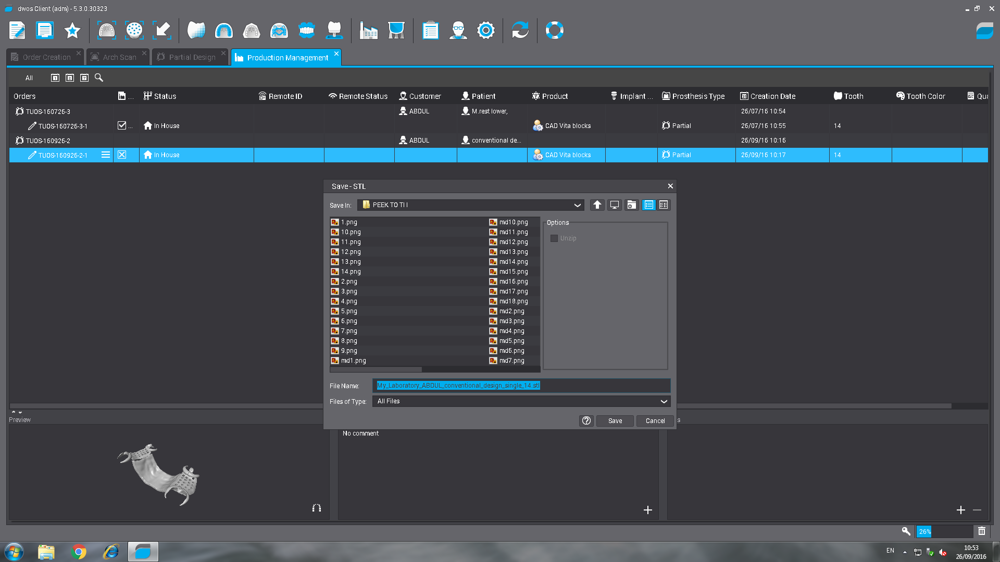 dwos Client (adm) - 5.3.0.30323
Order Creation
Arch Scan
Partial Design
Production Management
All
Orders
...
Status
Remote ID
Remote Status
Customer
Patient
Product
Implant ...
Prosthesis Type
Creation Date
Tooth
Tooth Color
Qua
TUOS-160726-3
ABDUL
M.rest lower,
26/07/16 10:54
TUOS-160726-3-1
...
In House
CAD Vita blocks
Partial
26/07/16 10:55
14
TUOS-160926-2
ABDUL
conventional de...
26/09/16 10:16
TUOS-160926-2-1
In House
CAD Vita blocks
Partial
26/09/16 10:17
14
Save - STL
Save In:
PEEK TO TI I
1.png
10.png
11.png
12.png
13.png
14.png
2.png
3.png
4.png
5.png
6.png
7.png
8.png
9.png
md1.png
md10.png
md11.png
md12.png
md13.png
md14.png
md15.png
md16.png
md17.png
md18.png
md2.png
md3.png
md4.png
md5.png
md6.png
md7.png
Options
Unzip
File Name:
My_Laboratory_ABDUL_conventional_design_single_14.stl
Files of Type:
All Files
Save
Cancel
Preview
s
No comment
26%
EN
10:53
26/09/2016